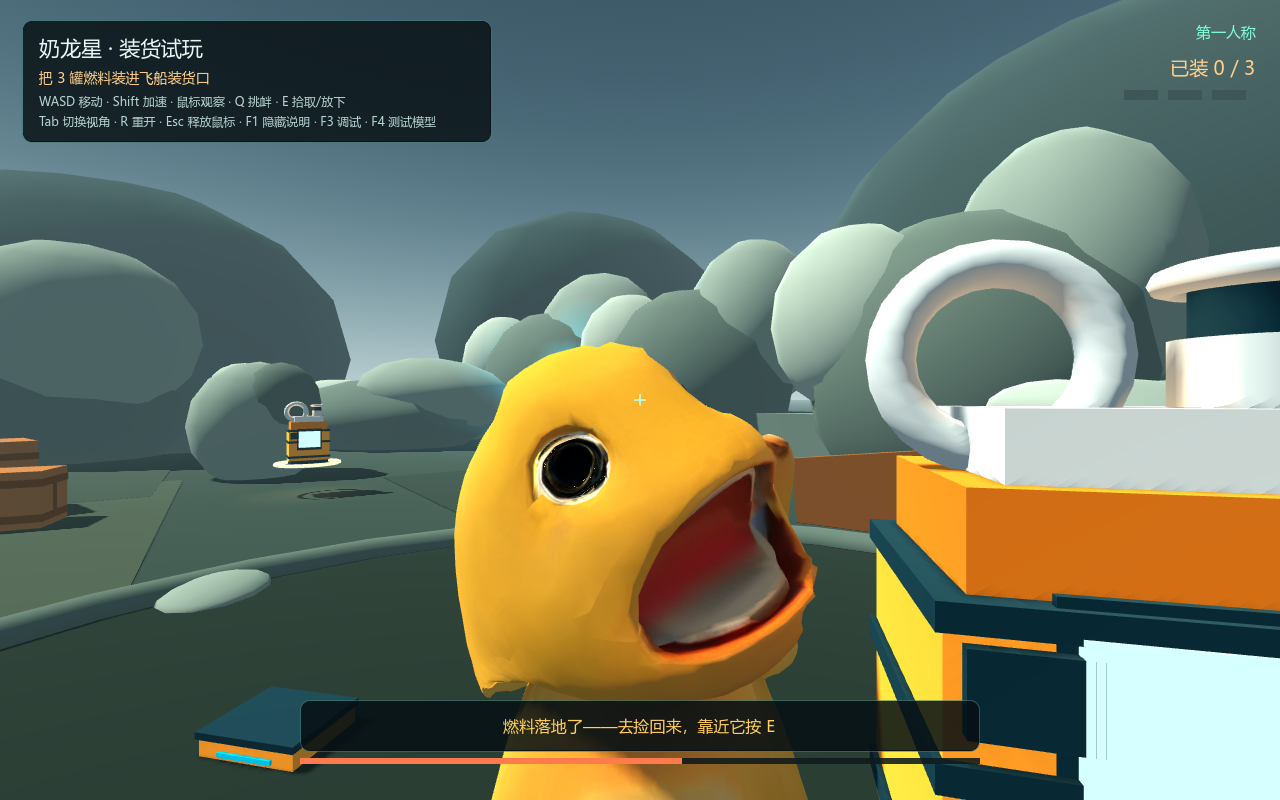 奶龙星 · 装货试玩
把 3 罐燃料装进飞船装货口
WASD 移动 · Shift 加速 · 鼠标观察 · Q 挑衅 · E 拾取/放下
Tab 切换视角 · R 重开 · Esc 释放鼠标 · F1 隐藏说明 · F3 调试 · F4 测试模型
第一人称
已装 0 / 3
燃料落地了——去捡回来，靠近它按 E